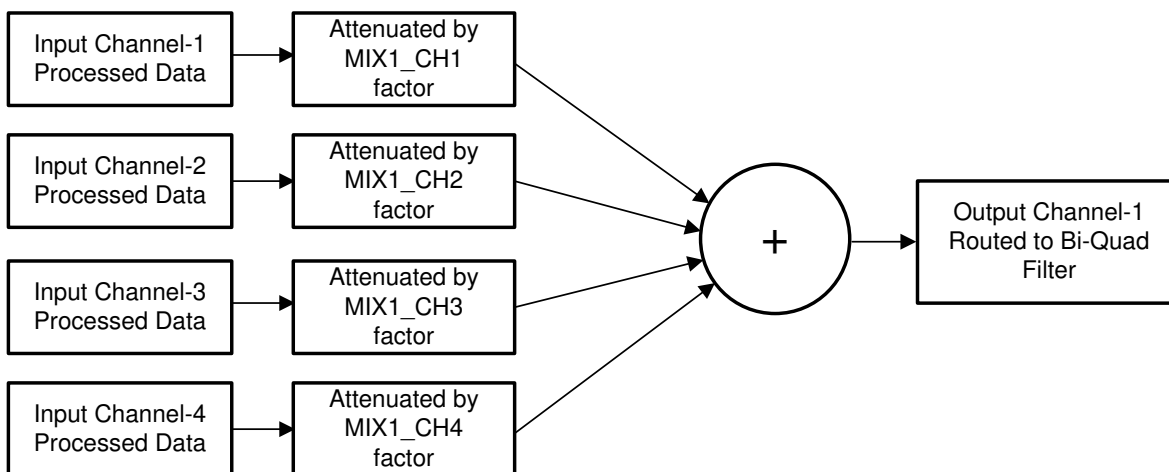 Input Channel-1
Processed Data
Attenuated by
MIX1_CH1
factor
Input Channel-2
Processed Data
Attenuated by
MIX1_CH2
factor
Input Channel-3
Processed Data
Attenuated by
MIX1_CH3
factor
Input Channel-4
Processed Data
Attenuated by
MIX1_CH4
factor
+
Output Channel-1
Routed to Bi-Quad
Filter